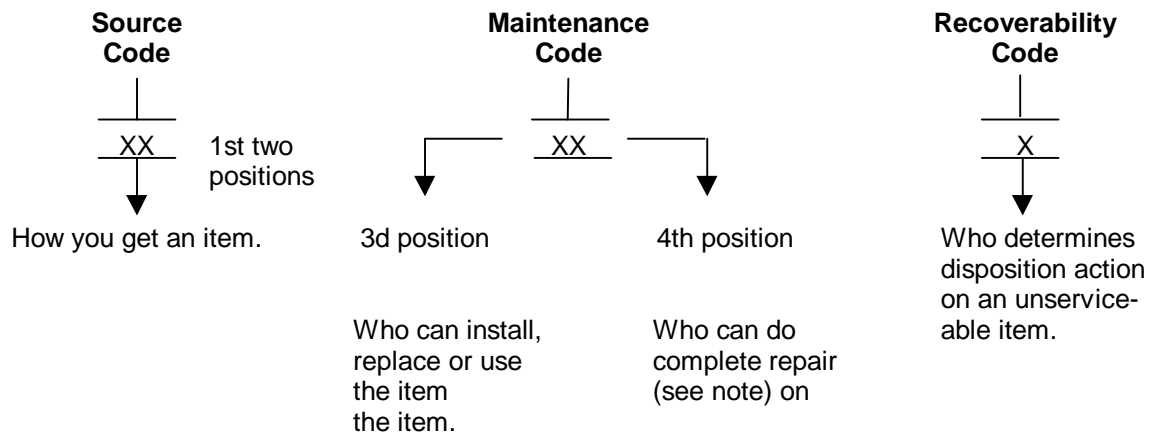 Source
Code
Maintenance
Code
Recoverability
Code
XX
1st two
positions
XX
X
How you get an item.
3d position
4th position
Who determines
disposition action
on an unservice-
able item.
Who can install,
replace or use
the item
the item.
Who can do
complete repair
(see note) on